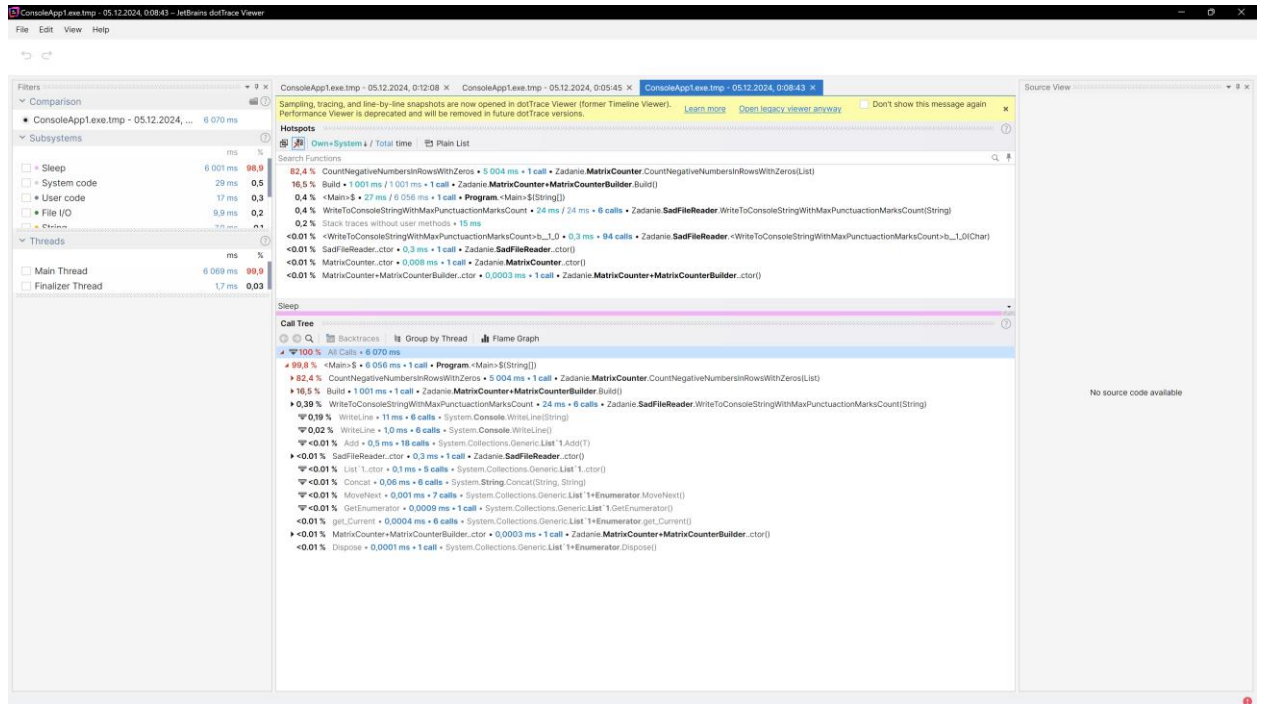 ConsoleApp1.exe.tmp - 05.12.2024, 0:08:43 – JetBrains dotTrace Viewer
File Edit View Help
Filters
Comparison
ConsoleApp1.exe.tmp - 05.12.2024, ... 6 070 ms
Subsystems
ms %
Sleep 6 001 ms 98,9
System code 29 ms 0,5
User code 17 ms 0,3
File I/O 9,9 ms 0,2
Threads
ms %
Main Thread 6 069 ms 99,9
Finalizer Thread 1,7 ms 0,03
ConsoleApp1.exe.tmp - 05.12.2024, 0:12:08 × ConsoleApp1.exe.tmp - 05.12.2024, 0:05:45 × ConsoleApp1.exe.tmp - 05.12.2024, 0:08:43 ×
Sampling, tracing, and line-by-line snapshots are now opened in dotTrace Viewer (former Timeline Viewer). Learn more Open legacy viewer anyway Don't show this message again
Performance Viewer is deprecated and will be removed in future dotTrace versions.
Hotspots
Own+System ↓ / Total time Plain List
Search Functions
82,4 % CountNegativeNumbersInRowsWithZeros • 5 004 ms • 1 call • Zadanie.MatrixCounter.CountNegativeNumbersInRowsWithZeros(List)
16,5 % Build • 1 001 ms / 1 001 ms • 1 call • Zadanie.MatrixCounter+MatrixCounterBuilder.Build()
0,4 % <Main>$ • 27 ms / 6 056 ms • 1 call • Program.<Main>$(String[])
0,4 % WriteToConsoleStringWithMaxPunctuactionMarksCount • 24 ms / 24 ms • 6 calls • Zadanie.SadFileReader.WriteToConsoleStringWithMaxPunctuactionMarksCount(String)
0,2 % Stack traces without user methods • 15 ms
<0.01 % <WriteToConsoleStringWithMaxPunctuactionMarksCount>b__1_0 • 0,3 ms • 94 calls • Zadanie.SadFileReader.<WriteToConsoleStringWithMaxPunctuactionMarksCount>b__1_0(Char)
<0.01 % SadFileReader..ctor • 0,3 ms • 1 call • Zadanie.SadFileReader..ctor()
<0.01 % MatrixCounter..ctor • 0,008 ms • 1 call • Zadanie.MatrixCounter..ctor()
<0.01 % MatrixCounter+MatrixCounterBuilder..ctor • 0,0003 ms • 1 call • Zadanie.MatrixCounter+MatrixCounterBuilder..ctor()
Sleep
Call Tree
Backtraces Group by Thread Flame Graph
100 % All Calls • 6 070 ms
99,8 % <Main>$ • 6 056 ms • 1 call • Program.<Main>$(String[])
82,4 % CountNegativeNumbersInRowsWithZeros • 5 004 ms • 1 call • Zadanie.MatrixCounter.CountNegativeNumbersInRowsWithZeros(List)
16,5 % Build • 1 001 ms • 1 call • Zadanie.MatrixCounter+MatrixCounterBuilder.Build()
0,39 % WriteToConsoleStringWithMaxPunctuactionMarksCount • 24 ms • 6 calls • Zadanie.SadFileReader.WriteToConsoleStringWithMaxPunctuactionMarksCount(String)
0,19 % WriteLine • 11 ms • 6 calls • System.Console.WriteLine(String)
0,02 % WriteLine • 1,0 ms • 6 calls • System.Console.WriteLine()
<0.01 % Add • 0,5 ms • 18 calls • System.Collections.Generic.List`1.Add(T)
<0.01 % SadFileReader..ctor • 0,3 ms • 1 call • Zadanie.SadFileReader..ctor()
<0.01 % List`1..ctor • 0,1 ms • 5 calls • System.Collections.Generic.List`1..ctor()
<0.01 % Concat • 0,06 ms • 6 calls • System.String.Concat(String, String)
<0.01 % MoveNext • 0,001 ms • 7 calls • System.Collections.Generic.List`1+Enumerator.MoveNext()
<0.01 % GetEnumerator • 0,0009 ms • 1 call • System.Collections.Generic.List`1.GetEnumerator()
<0.01 % get_Current • 0,0004 ms • 6 calls • System.Collections.Generic.List`1+Enumerator.get_Current()
<0.01 % MatrixCounter+MatrixCounterBuilder..ctor • 0,0003 ms • 1 call • Zadanie.MatrixCounter+MatrixCounterBuilder..ctor()
<0.01 % Dispose • 0,0001 ms • 1 call • System.Collections.Generic.List`1+Enumerator.Dispose()
Source View
No source code available